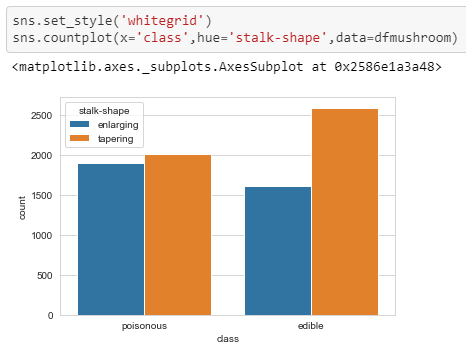 sns.set_style('whitegrid')
sns.countplot(x='class',hue='stalk-shape',data=dfmushroom)
<matplotlib.axes._subplots.AxesSubplot at 0x2586e1a3a48>
stalk-shape
enlarging
tapering
2500
2000
1500
1000
500
0
count
poisonous edible
class